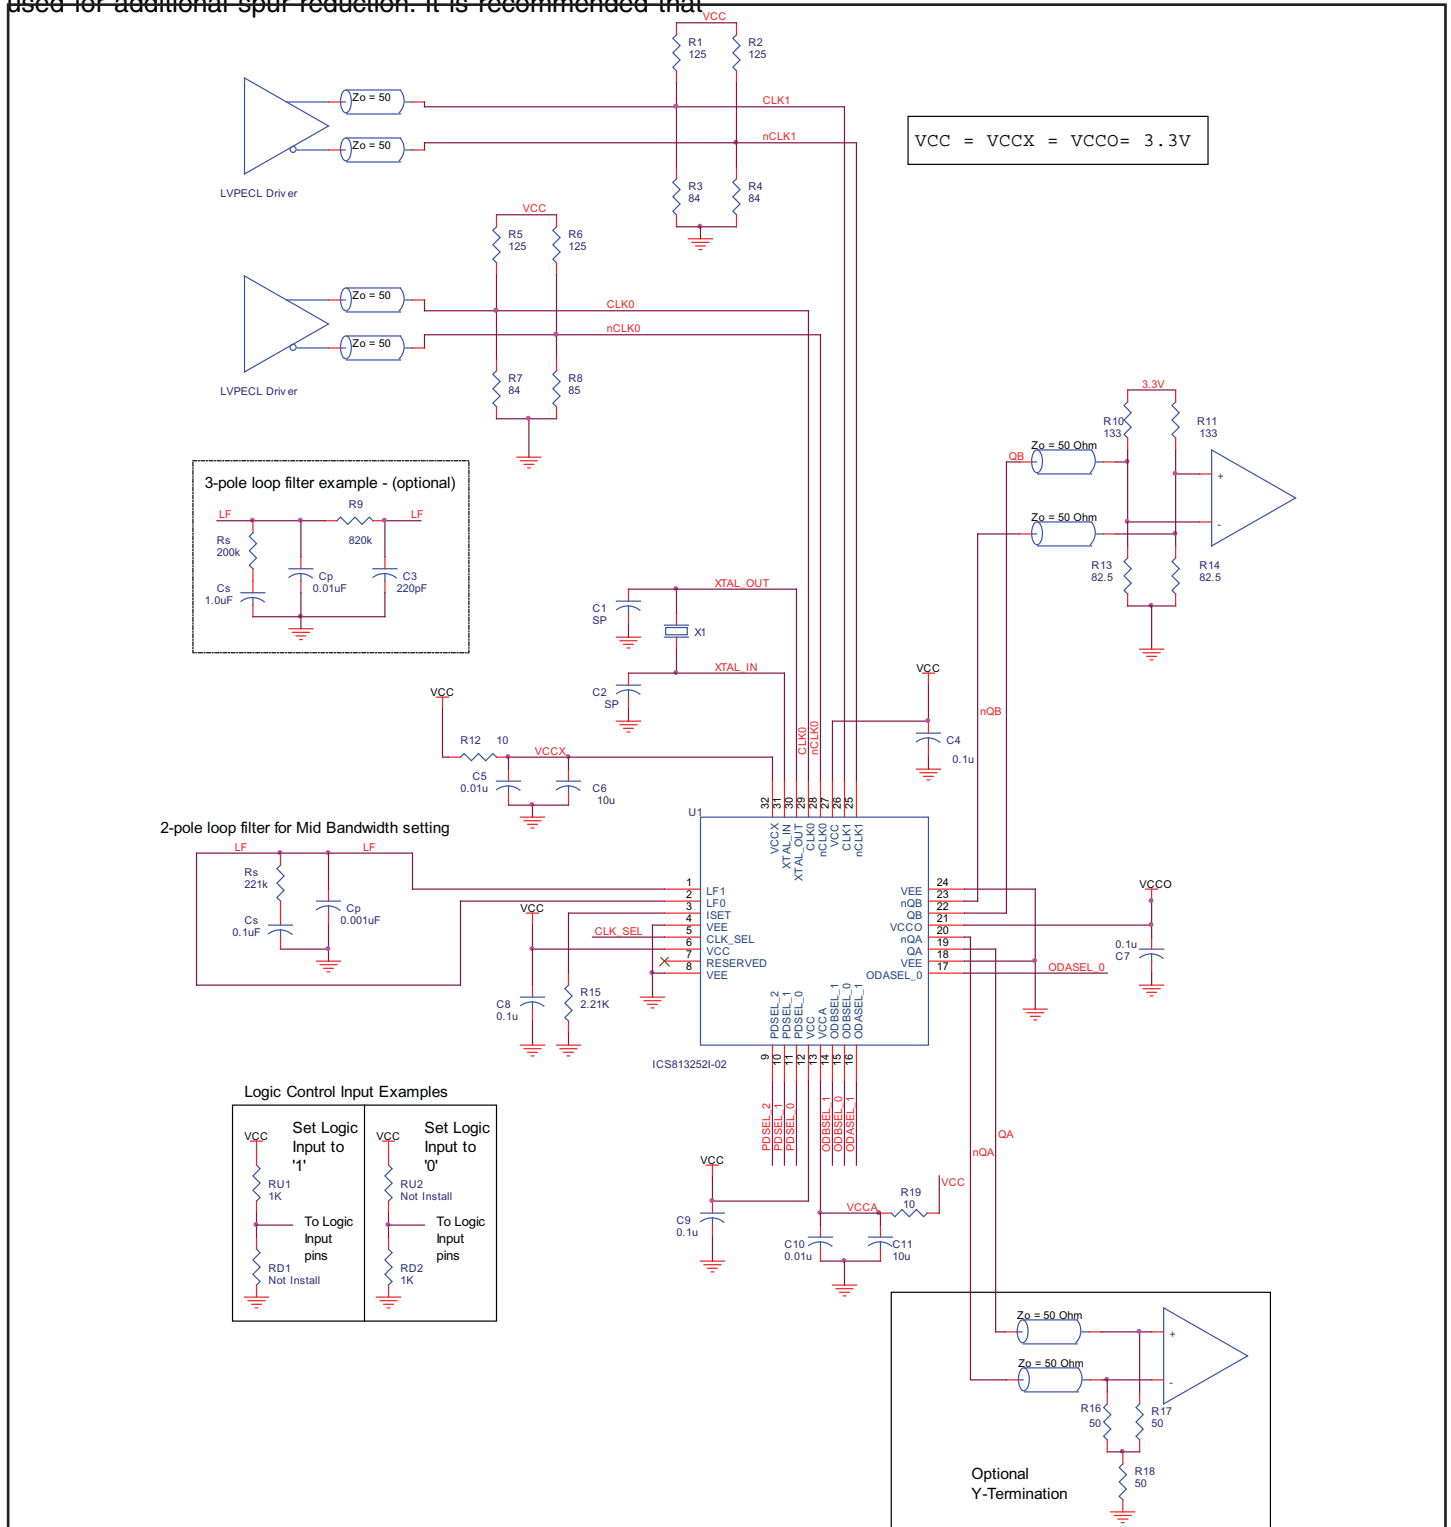 used for additional spur reduction. It is recommended that
VCC
R1
125
R2
125
Zo = 50
CLK1
Zo = 50
nCLK1
VCC = VCCX = VCCO= 3.3V
LVPECL Driver
R3
84
R4
84
VCC
R5
125
R6
125
Zo = 50
CLK0
Zo = 50
nCLK0
LVPECL Driver
R7
84
R8
85
3.3V
R10
133
R11
133
Zo = 50 Ohm
QB
+
Zo = 50 Ohm
-
R13
82.5
R14
82.5
3-pole loop filter example - (optional)
LF
R9
820k
LF
Rs
200k
Cs
1.0uF
Cp
0.01uF
C3
220pF
XTAL_OUT
C1
SP
X1
XTAL_IN
C2
SP
VCC
R12 10
VCCX
C5
0.01u
C6
10u
CLK0
nCLK0
VCC
C4
0.1u
nQB
2-pole loop filter for Mid Bandwidth setting
LF
LF
Rs
221k
Cs
0.1uF
Cp
0.001uF
U1
32
31
30
29
28
27
26
25
VCCX
XTAL_IN
XTAL_OUT
CLK0
nCLK0
VCC
CLK1
nCLK1
1
LF1
2
LF0
3
ISET
4
VEE
5
CLK_SEL
6
VCC
7
RESERVED
8
VEE
24
VEE
23
nQB
22
QB
21
VCCO
20
nQA
19
QA
18
VEE
17
ODASEL_0
PDSEL_2
PDSEL_1
PDSEL_0
VCC
VCCA
ODBSEL_1
ODBSEL_0
ODASEL_1
9
10
11
12
13
14
15
16
ICS813252I-02
VCC
CLK_SEL
C8
0.1u
R15
2.21K
VCCO
0.1u
C7
ODASEL_0
PDSEL_2
PDSEL_1
PDSEL_0
ODBSEL_1
ODBSEL_0
ODASEL_1
QA
nQA
Logic Control Input Examples
VCC
Set Logic
Input to
'1'
RU1
1K
To Logic
Input
pins
RD1
Not Install
VCC
Set Logic
Input to
'0'
RU2
Not Install
To Logic
Input
pins
RD2
1K
VCC
C9
0.1u
VCCA
R19
10
VCC
C10
0.01u
C11
10u
Zo = 50 Ohm
+
Zo = 50 Ohm
-
R16
50
R17
50
R18
50
Optional
Y-Termination